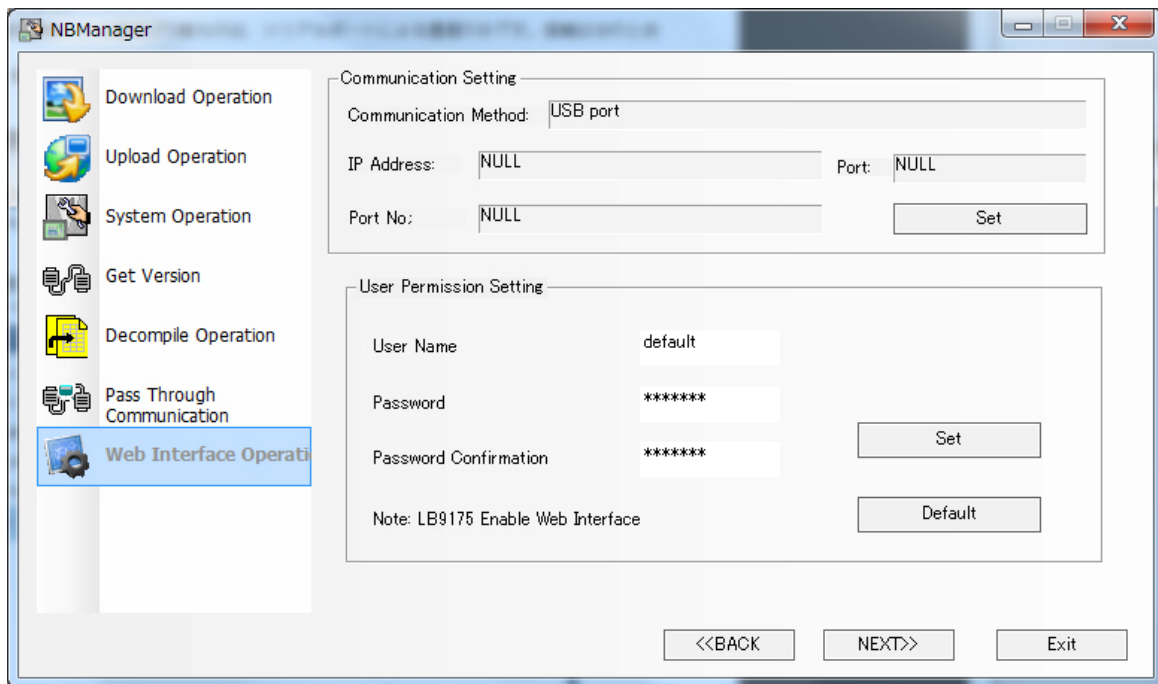 NBManager
Download Operation
Upload Operation
System Operation
Get Version
Decompile Operation
Pass Through
Communication
Web Interface Operati
Communication Setting
Communication Method: USB port
IP Address: NULL Port: NULL
Port No; NULL Set
User Permission Setting
User Name default
Password *******
Password Confirmation *******
Set
Note: LB9175 Enable Web Interface Default
<<BACK NEXT>> Exit